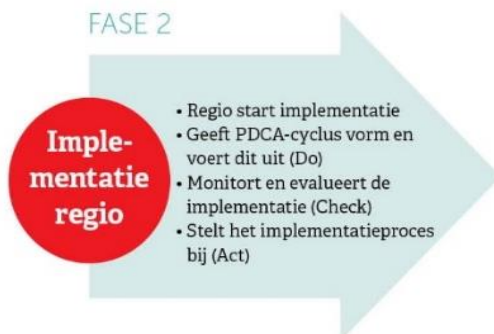 FASE 2
Imple-
mentatie
regio
• Regio start implementatie
• Geeft PDCA-cyclus vorm en
voert dit uit (Do)
• Monitort en evalueert de
implementatie (Check)
• Stelt het implementatieproces
bij (Act)